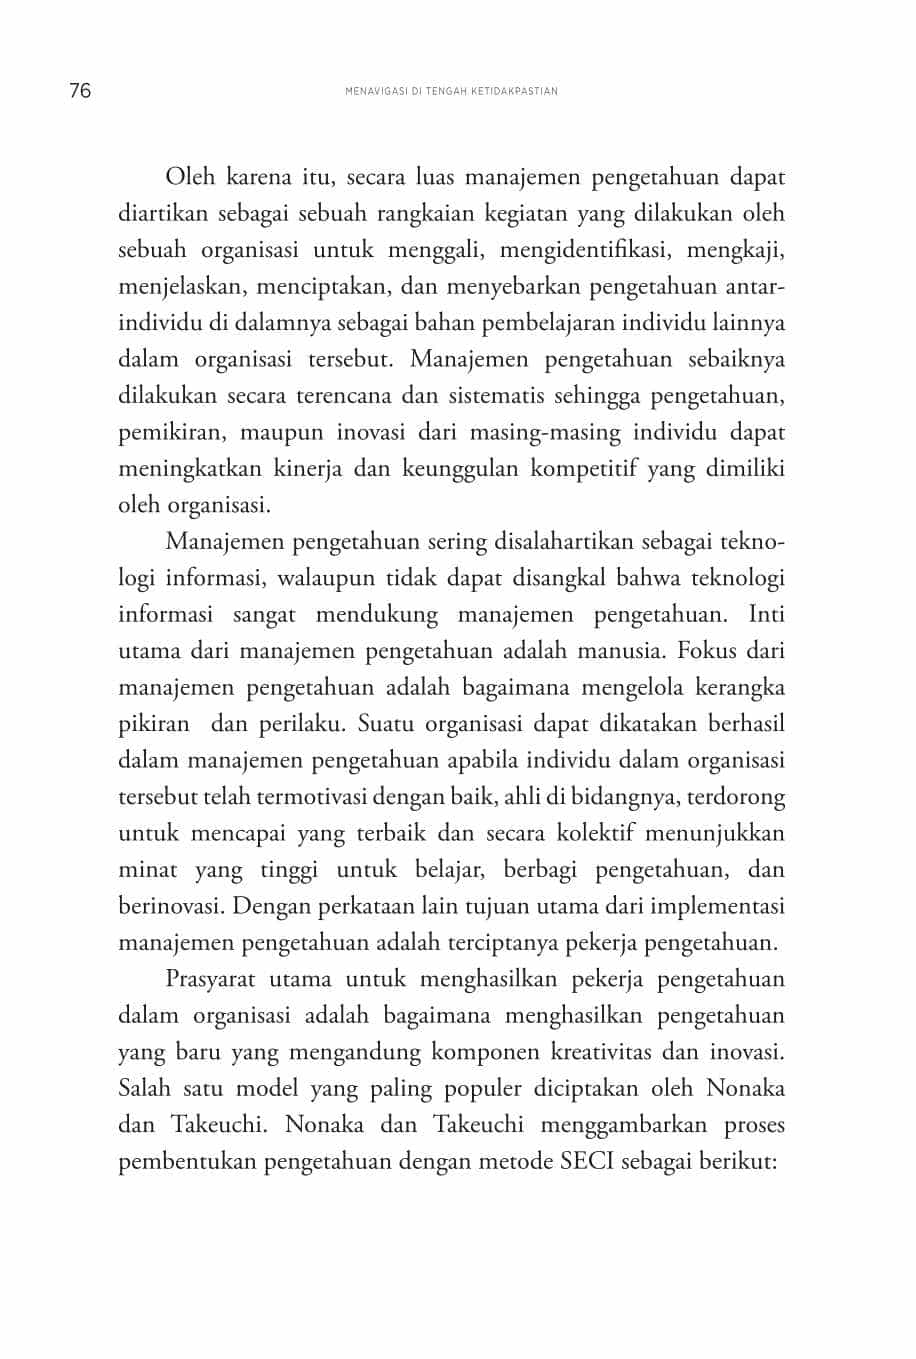 76
MENAVIGASI DI TENGAH KETIDAKPASTIAN
Oleh karena itu, secara luas manajemen pengetahuan dapat
diartikan sebagai sebuah rangkaian kegiatan yang dilakukan oleh
sebuah organisasi untuk menggali, mengidentifikasi, mengkaji,
menjelaskan, menciptakan, dan menyebarkan pengetahuan antar-
individu di dalamnya sebagai bahan pembelajaran individu lainnya
dalam organisasi tersebut. Manajemen pengetahuan sebaiknya
dilakukan secara terencana dan sistematis sehingga pengetahuan,
pemikiran, maupun inovasi dari masing-masing individu dapat
meningkatkan kinerja dan keunggulan kompetitif yang dimiliki
oleh organisasi.
Manajemen pengetahuan sering disalahartikan sebagai tekno-
logi informasi, walaupun tidak dapat disangkal bahwa teknologi
informasi sangat mendukung manajemen pengetahuan. Inti
utama dari manajemen pengetahuan adalah manusia. Fokus dari
manajemen pengetahuan adalah bagaimana mengelola kerangka
pikiran dan perilaku. Suatu organisasi dapat dikatakan berhasil
dalam manajemen pengetahuan apabila individu dalam organisasi
tersebut telah termotivasi dengan baik, ahli di bidangnya, terdorong
untuk mencapai yang terbaik dan secara kolektif menunjukkan
minat yang tinggi untuk belajar, berbagi pengetahuan, dan
berinovasi. Dengan perkataan lain tujuan utama dari implementasi
manajemen pengetahuan adalah terciptanya pekerja pengetahuan.
Prasyarat utama untuk menghasilkan pekerja pengetahuan
dalam organisasi adalah bagaimana menghasilkan pengetahuan
yang baru yang mengandung komponen kreativitas dan inovasi.
Salah satu model yang paling populer diciptakan oleh Nonaka
dan Takeuchi. Nonaka dan Takeuchi menggambarkan proses
pembentukan pengetahuan dengan metode SECI sebagai berikut: